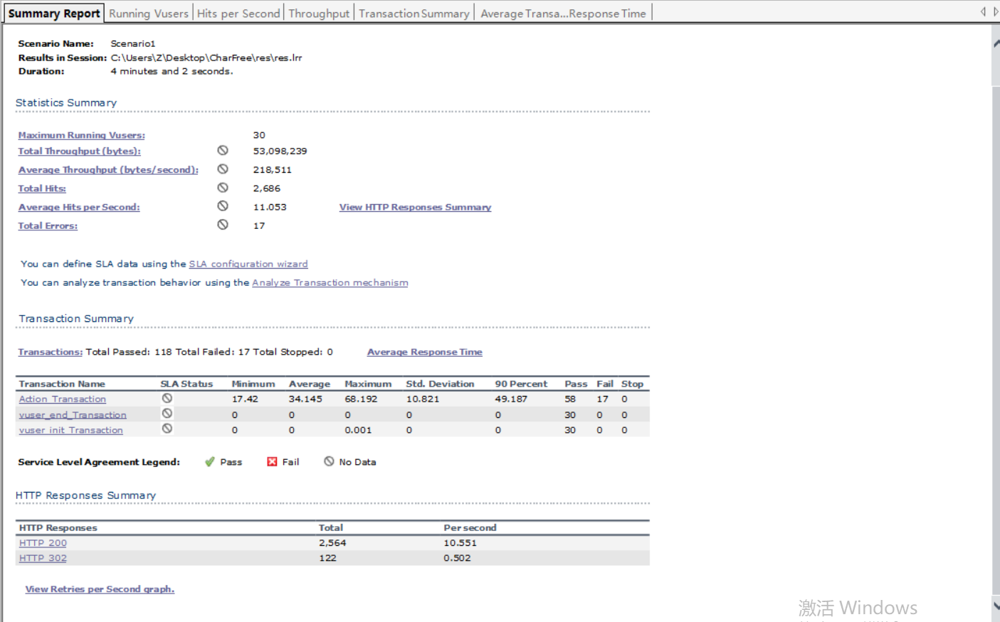 Summary Report Running Vusers Hits per Second Throughput Transaction Summary Average Transa...Response Time
Scenario Name: Scenario1
Results in Session: C:\Users\Z\Desktop\CharFree\res\res.lrr
Duration: 4 minutes and 2 seconds.
Statistics Summary
Maximum Running Vusers: 30
Total Throughput (bytes): 53,098,239
Average Throughput (bytes/second): 218,511
Total Hits: 2,686
Average Hits per Second: 11.053 View HTTP Responses Summary
Total Errors: 17
You can define SLA data using the SLA configuration wizard
You can analyze transaction behavior using the Analyze Transaction mechanism
Transaction Summary
Transactions: Total Passed: 118 Total Failed: 17 Total Stopped: 0 Average Response Time
Transaction Name SLA Status Minimum Average Maximum Std. Deviation 90 Percent Pass Fail Stop
Action_Transaction 17.42 34.145 68.192 10.821 49.187 58 17 0
vuser_end_Transaction 0 0 0 0 0 30 0 0
vuser_init_Transaction 0 0 0.001 0 0 30 0 0
Service Level Agreement Legend: Pass Fail No Data
HTTP Responses Summary
HTTP Responses Total Per second
HTTP_200 2,564 10.551
HTTP_302 122 0.502
View Retries per Second graph.
激活 Windows